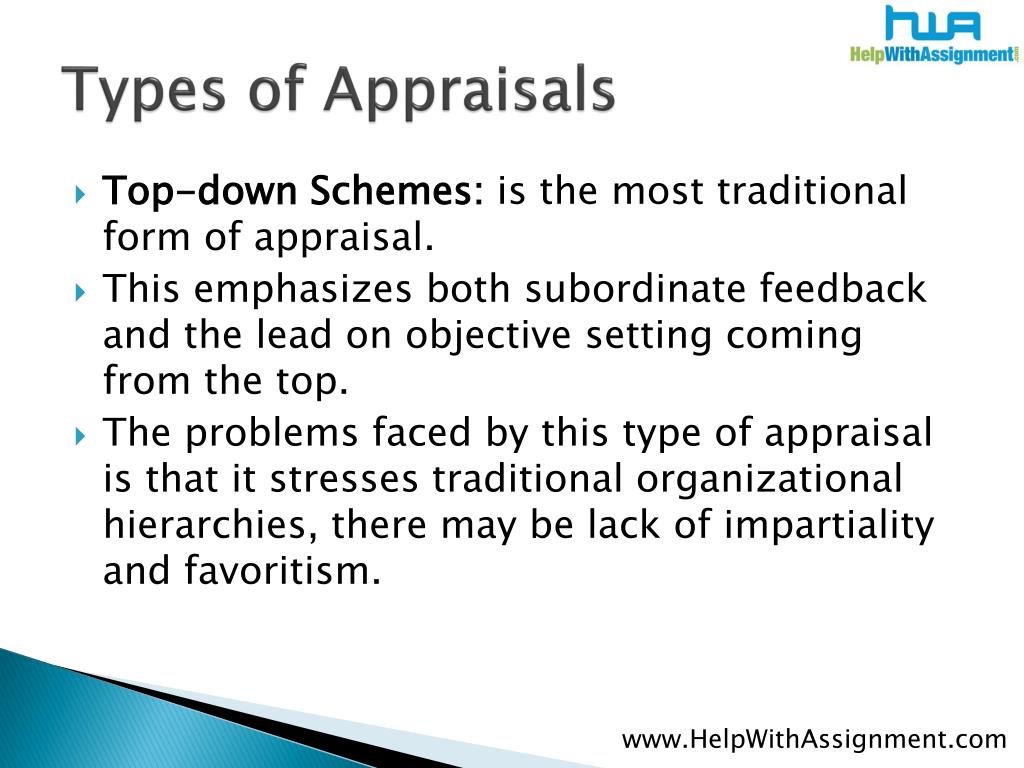 hwa
HelpWithAssignment.com
Types of Appraisals
Top-down Schemes: is the most traditional
form of appraisal.
This emphasizes both subordinate feedback
and the lead on objective setting coming
from the top.
The problems faced by this type of appraisal
is that it stresses traditional organizational
hierarchies, there may be lack of impartiality
and favoritism.
www.HelpWithAssignment.com